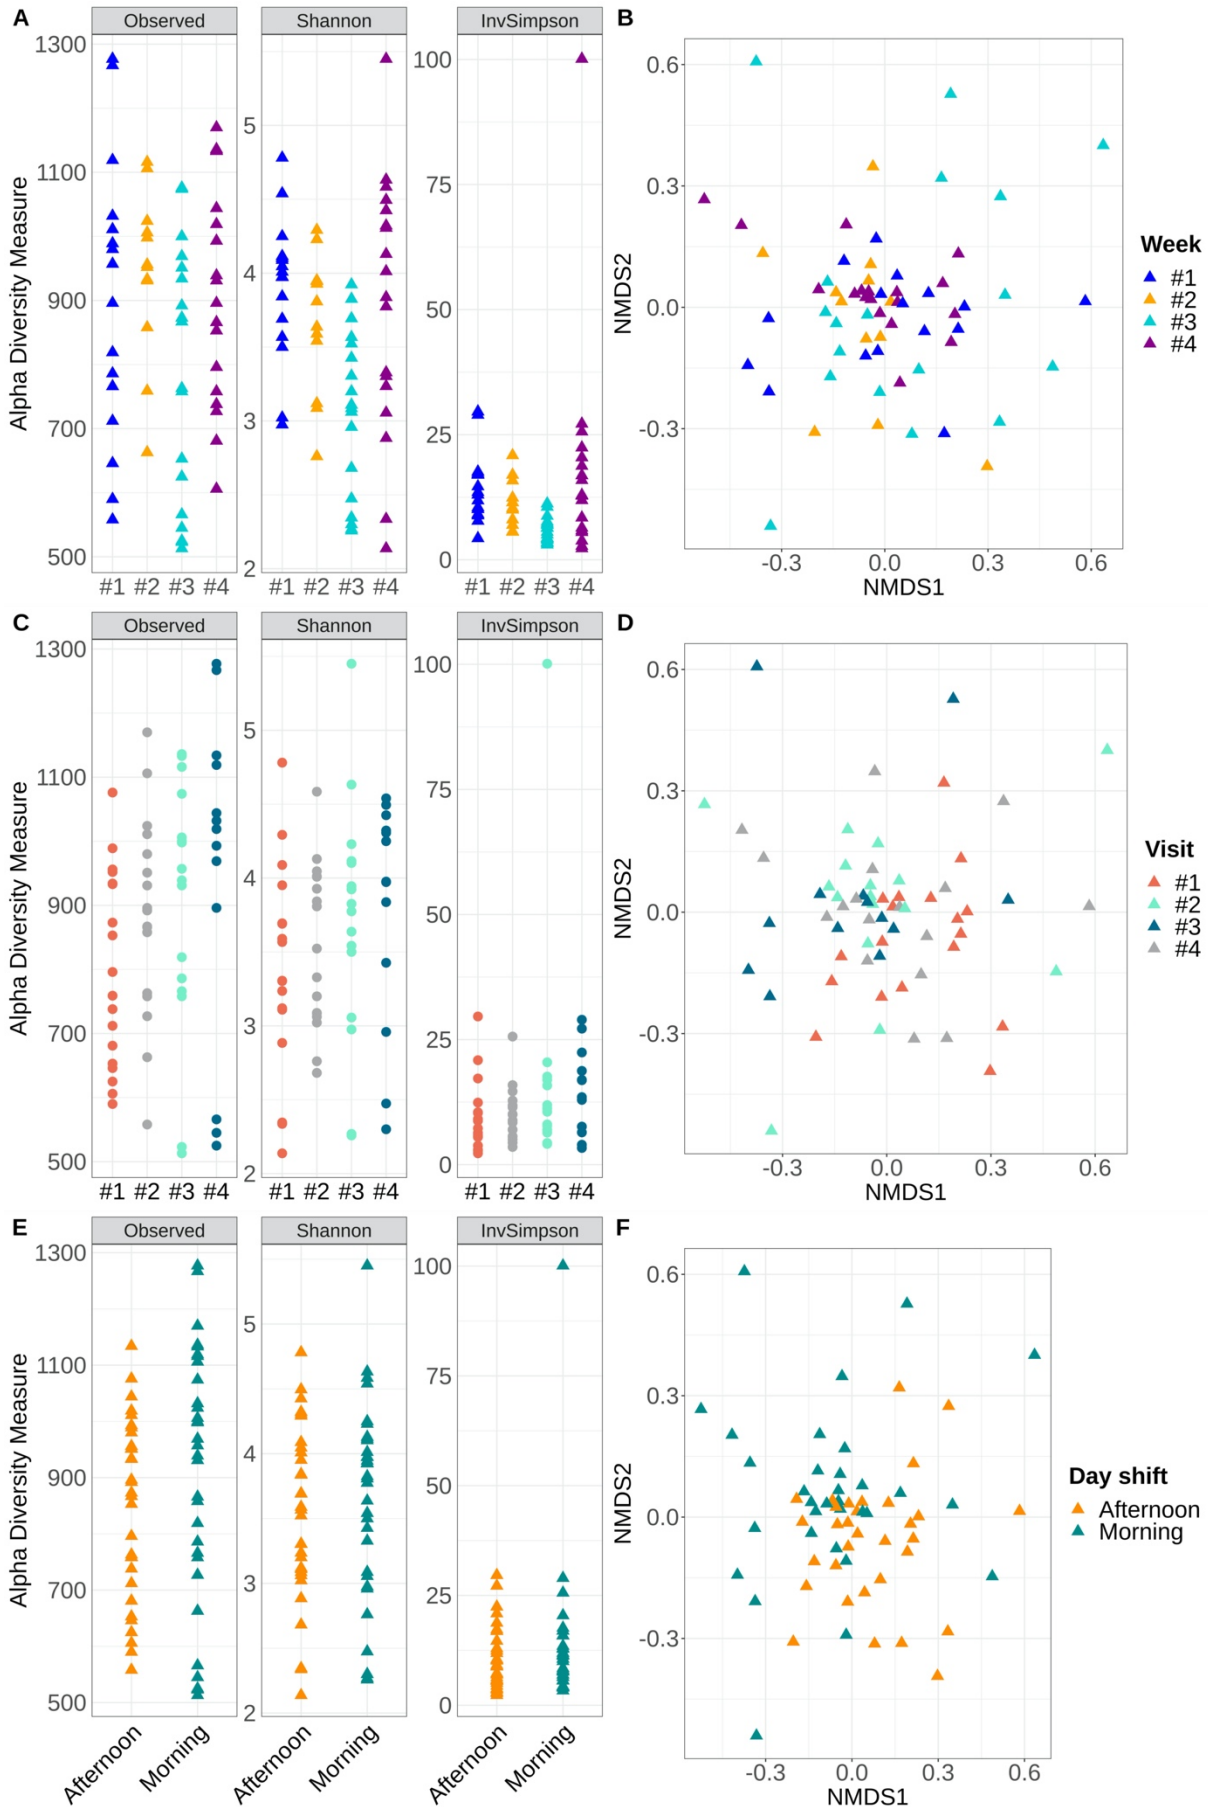 A
Observed
Shannon
InvSimpson
Alpha Diversity Measure
1300
1100
900
700
500
5
4
3
2
100
75
50
25
0
#1 #2 #3 #4
#1 #2 #3 #4
#1 #2 #3 #4
B
NMDS2
0.6
0.3
0.0
-0.3
-0.3 0.0 0.3 0.6
NMDS1
Week
#1
#2
#3
#4
C
Observed
Shannon
InvSimpson
Alpha Diversity Measure
1300
1100
900
700
500
5
4
3
2
100
75
50
25
0
#1 #2 #3 #4
#1 #2 #3 #4
#1 #2 #3 #4
D
NMDS2
0.6
0.3
0.0
-0.3
-0.3 0.0 0.3 0.6
NMDS1
Visit
#1
#2
#3
#4
E
Observed
Shannon
InvSimpson
Alpha Diversity Measure
1300
1100
900
700
500
5
4
3
2
100
75
50
25
0
Afternoon Morning
Afternoon Morning
Afternoon Morning
F
NMDS2
0.6
0.3
0.0
-0.3
-0.3 0.0 0.3 0.6
NMDS1
Day shift
Afternoon
Morning